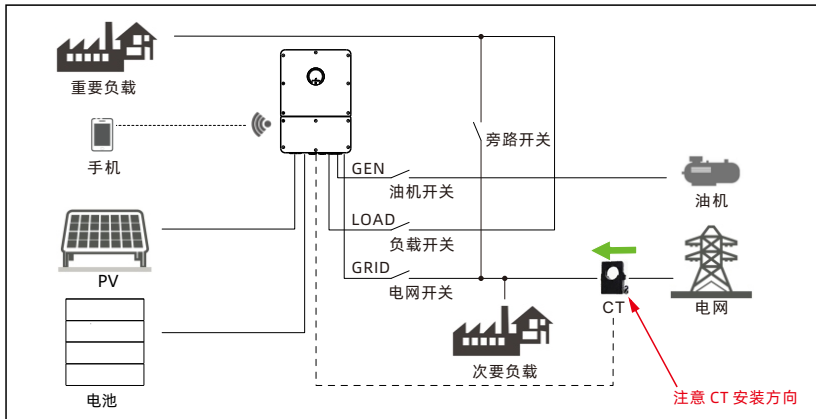 重要负载
手机
旁路开关
GEN
油机开关
油机
LOAD
负载开关
PV
GRID
电网开关
CT
电网
次要负载
电池
注意 CT 安装方向